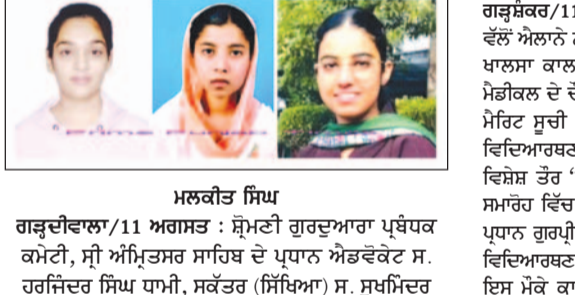 ਮਲਕੀਤ ਸਿੰਘ
ਗੜ੍ਹਦੀਵਾਲਾ/11 ਅਗਸਤ : ਸ਼੍ਰੋਮਣੀ ਗੁਰਦੁਆਰਾ ਪ੍ਰਬੰਧਕ
ਕਮੇਟੀ, ਸ੍ਰੀ ਅੰਮ੍ਰਿਤਸਰ ਸਾਹਿਬ ਦੇ ਪ੍ਰਧਾਨ ਐਡਵੋਕੇਟ ਸ.
ਹਰਜਿੰਦਰ ਸਿੰਘ ਧਾਮੀ, ਸਕੱਤਰ (ਸਿੱਖਿਆ) ਸ. ਸੁਖਮਿੰਦਰ
ਗੜ੍ਹਸ਼ੰਕਰ/11
ਵੱਲੋਂ ਐਲਾਨੇ
ਖਾਲਸਾ ਕਾਲ
ਮੈਡੀਕਲ ਦੇ
ਮੈਰਿਟ ਸੂਚੀ
ਵਿਦਿਆਰਥਣ
ਵਿਸ਼ੇਸ਼ ਤੌਰ
ਸਮਾਰੋਹ ਵਿੱਚ
ਪ੍ਰਧਾਨ ਗੁਰਪ੍ਰੀ
ਵਿਦਿਆਰਥਣ
ਇਸ ਮੌਕੇ ਕਾ